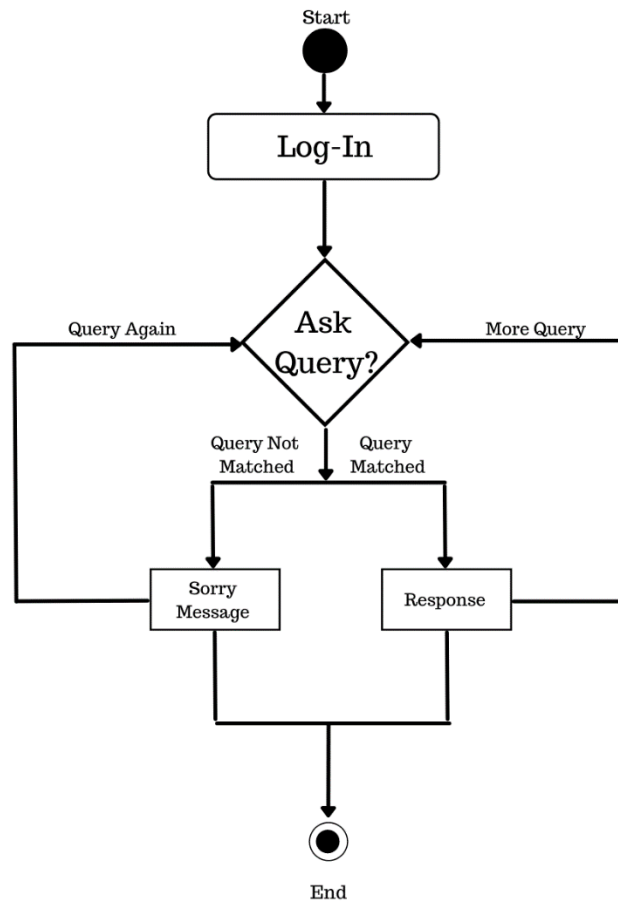 Start
Log-In
Ask
Query?
Query Again
More Query
Query Not
Matched
Query
Matched
Sorry
Message
Response
End